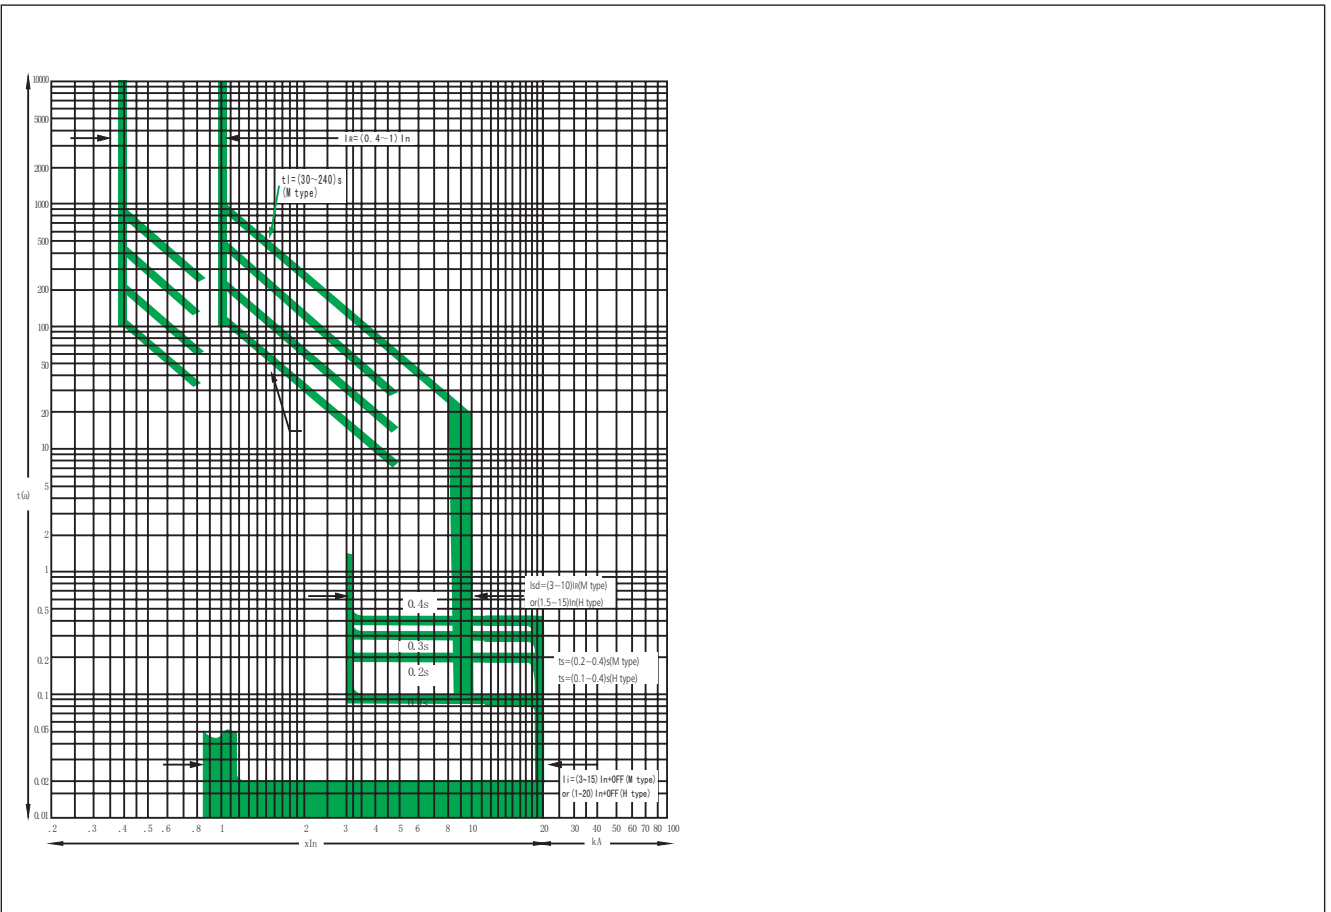 10000
5000
2000
1000
500
200
100
50
20
10
5
2
1
0.5
0.2
0.1
0.05
0.02
0.01
t(a)
IR=(0.4~1)In
tl=(30~240)s
(M type)
Isd=(3~10)IR(M type)
or(1.5~15)In(H type)
0.4s
0.3s
0.2s
ts=(0.2~0.4)s(M type)
ts=(0.1~0.4)s(H type)
Ii=(3~15)In+OFF(M type)
or(1~20)In+OFF(H type)
.2 .3 .4 .5 .6 .8 1 2 3 4 5 6 8 10 20 30 40 50 60 70 80 100
xIn kA